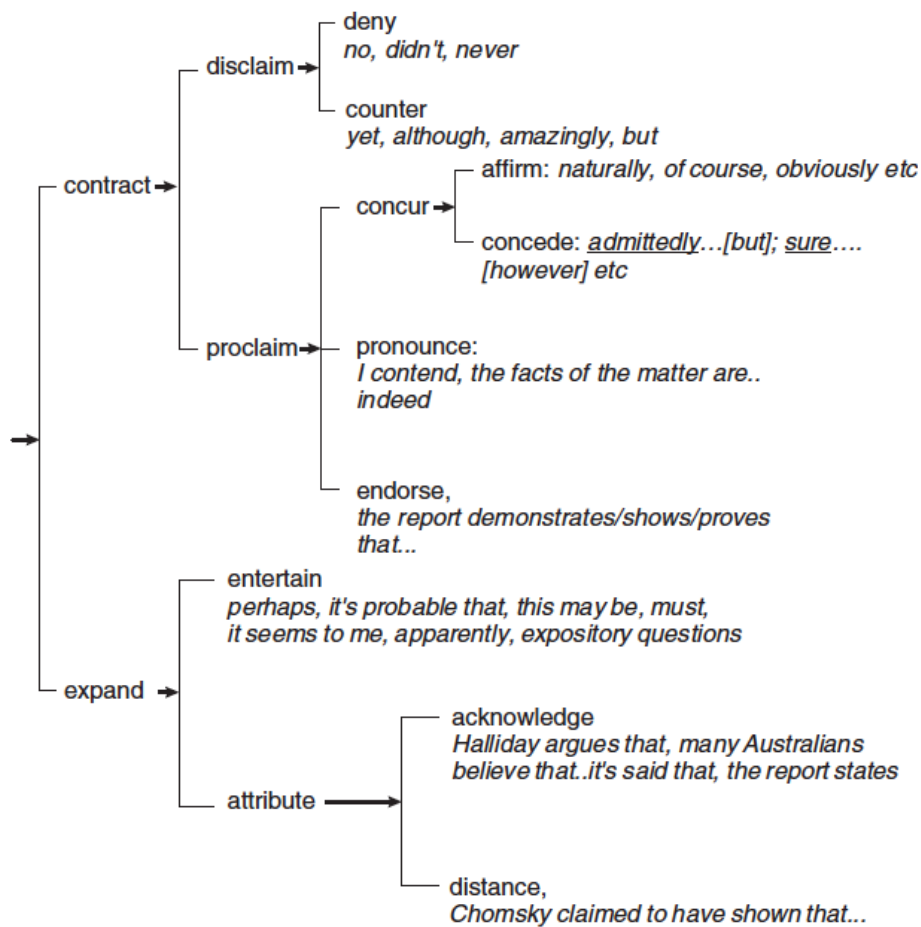 deny
no, didn't, never
disclaim
counter
yet, although, amazingly, but
contract
affirm: naturally, of course, obviously etc
concur
concede: admittedly…[but]; sure….
[however] etc
proclaim
pronounce:
I contend, the facts of the matter are..
indeed
endorse,
the report demonstrates/shows/proves
that...
entertain
perhaps, it's probable that, this may be, must,
it seems to me, apparently, expository questions
expand
acknowledge
Halliday argues that, many Australians
believe that..it's said that, the report states
attribute
distance,
Chomsky claimed to have shown that...